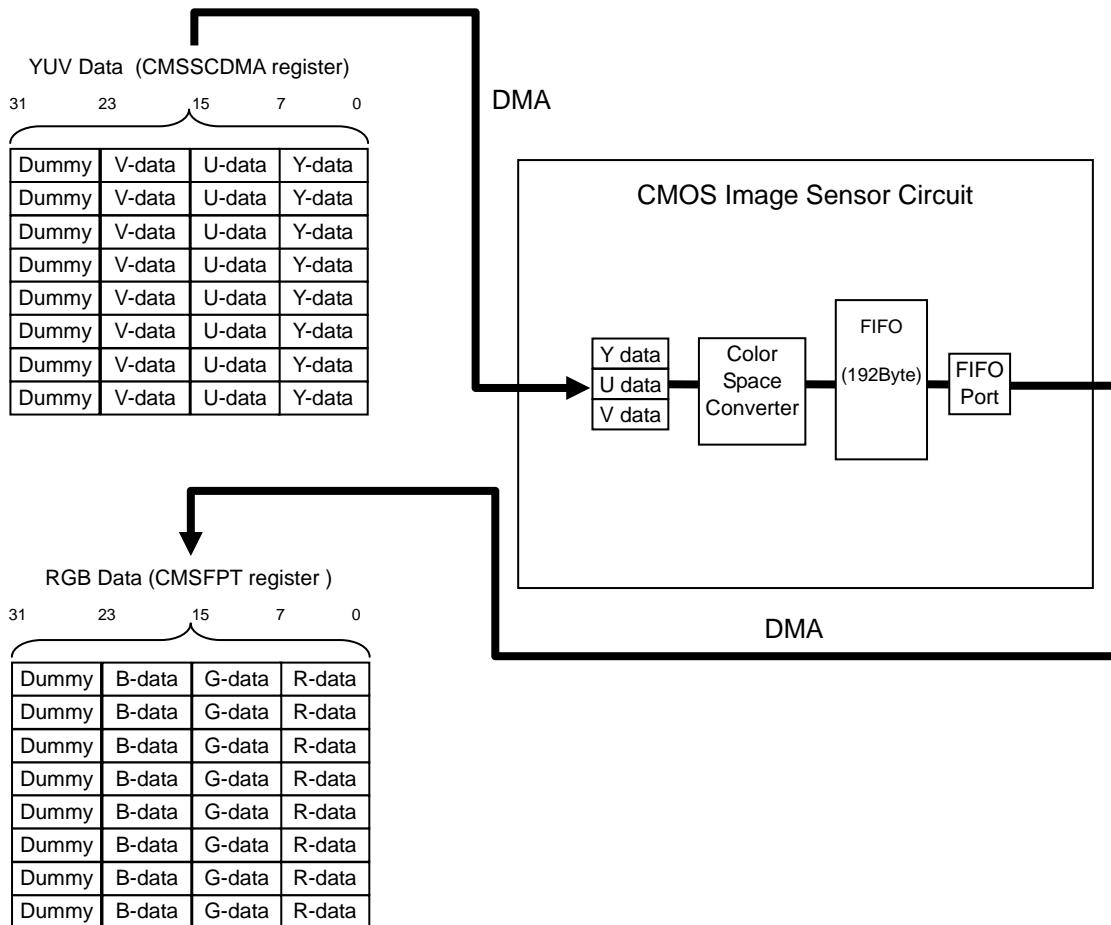 YUV Data (CMSSCDMA register)
31 23 15 7 0
Dummy V-data U-data Y-data
Dummy V-data U-data Y-data
Dummy V-data U-data Y-data
Dummy V-data U-data Y-data
Dummy V-data U-data Y-data
Dummy V-data U-data Y-data
Dummy V-data U-data Y-data
Dummy V-data U-data Y-data
DMA
CMOS Image Sensor Circuit
Y data
U data
V data
Color
Space
Converter
FIFO
(192Byte)
FIFO
Port
DMA
RGB Data (CMSFPT register )
31 23 15 7 0
Dummy B-data G-data R-data
Dummy B-data G-data R-data
Dummy B-data G-data R-data
Dummy B-data G-data R-data
Dummy B-data G-data R-data
Dummy B-data G-data R-data
Dummy B-data G-data R-data
Dummy B-data G-data R-data